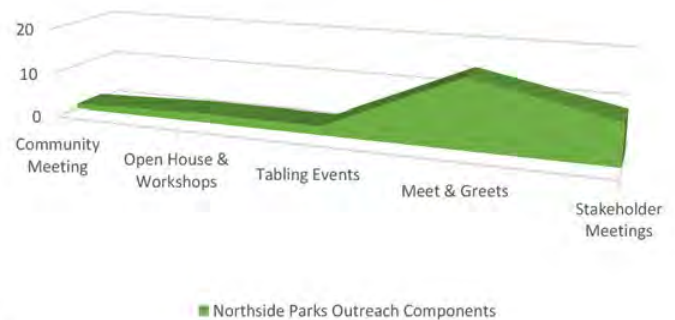 20
10
0
Community
Meeting
Open House &
Workshops
Tabling Events
Meet & Greets
Stakeholder
Meetings
Northside Parks Outreach Components